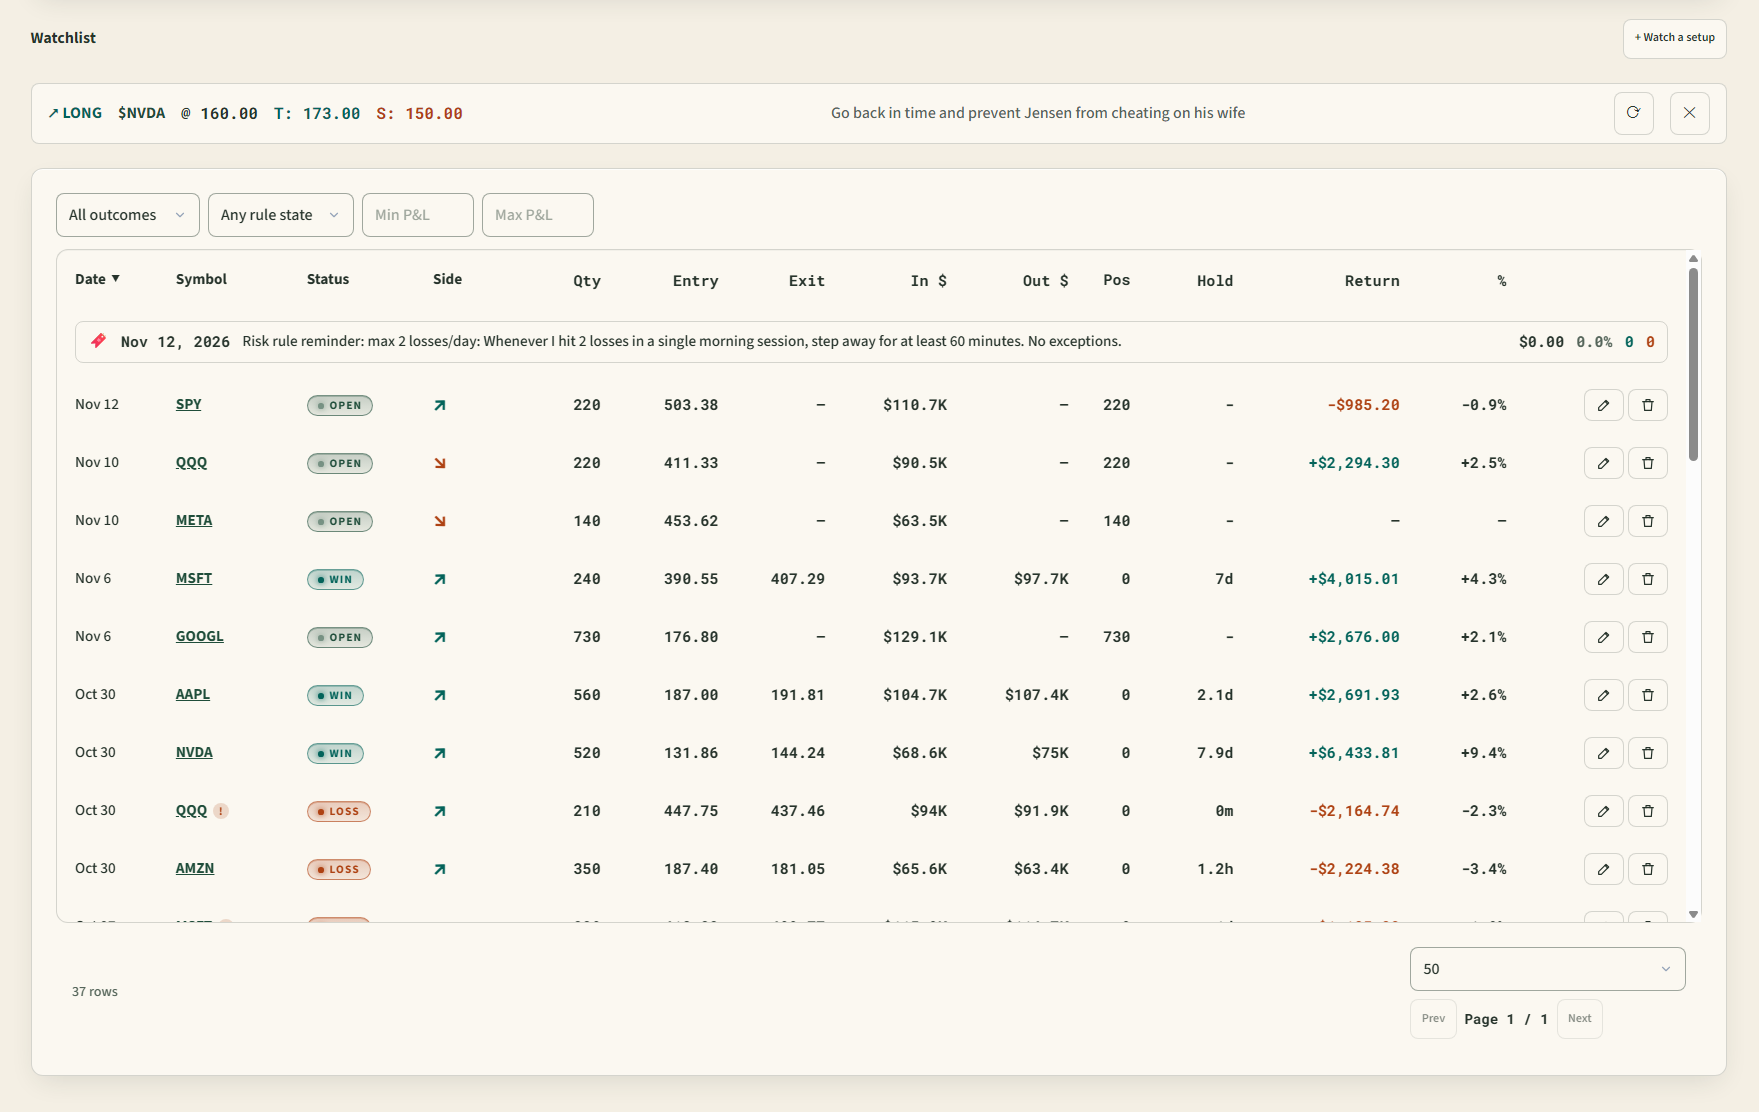 Watchlist
+ Watch a setup
↗ LONG $NVDA @ 160.00 T: 173.00 S: 150.00 Go back in time and prevent Jensen from cheating on his wife
All outcomes Any rule state Min P&L Max P&L
Date ▼ Symbol Status Side Qty Entry Exit In $ Out $ Pos Hold Return %
Nov 12, 2026 Risk rule reminder: max 2 losses/day: Whenever I hit 2 losses in a single morning session, step away for at least 60 minutes. No exceptions. $0.00 0.0% 0 0
Nov 12 SPY OPEN 220 503.38 — $110.7K — 220 - -$985.20 -0.9%
Nov 10 QQQ OPEN 220 411.33 — $90.5K — 220 - +$2,294.30 +2.5%
Nov 10 META OPEN 140 453.62 — $63.5K — 140 - — —
Nov 6 MSFT WIN 240 390.55 407.29 $93.7K $97.7K 0 7d +$4,015.01 +4.3%
Nov 6 GOOGL OPEN 730 176.80 — $129.1K — 730 - +$2,676.00 +2.1%
Oct 30 AAPL WIN 560 187.00 191.81 $104.7K $107.4K 0 2.1d +$2,691.93 +2.6%
Oct 30 NVDA WIN 520 131.86 144.24 $68.6K $75K 0 7.9d +$6,433.81 +9.4%
Oct 30 QQQ ! LOSS 210 447.75 437.46 $94K $91.9K 0 0m -$2,164.74 -2.3%
Oct 30 AMZN LOSS 350 187.40 181.05 $65.6K $63.4K 0 1.2h -$2,224.38 -3.4%
37 rows
50
Prev Page 1 / 1 Next